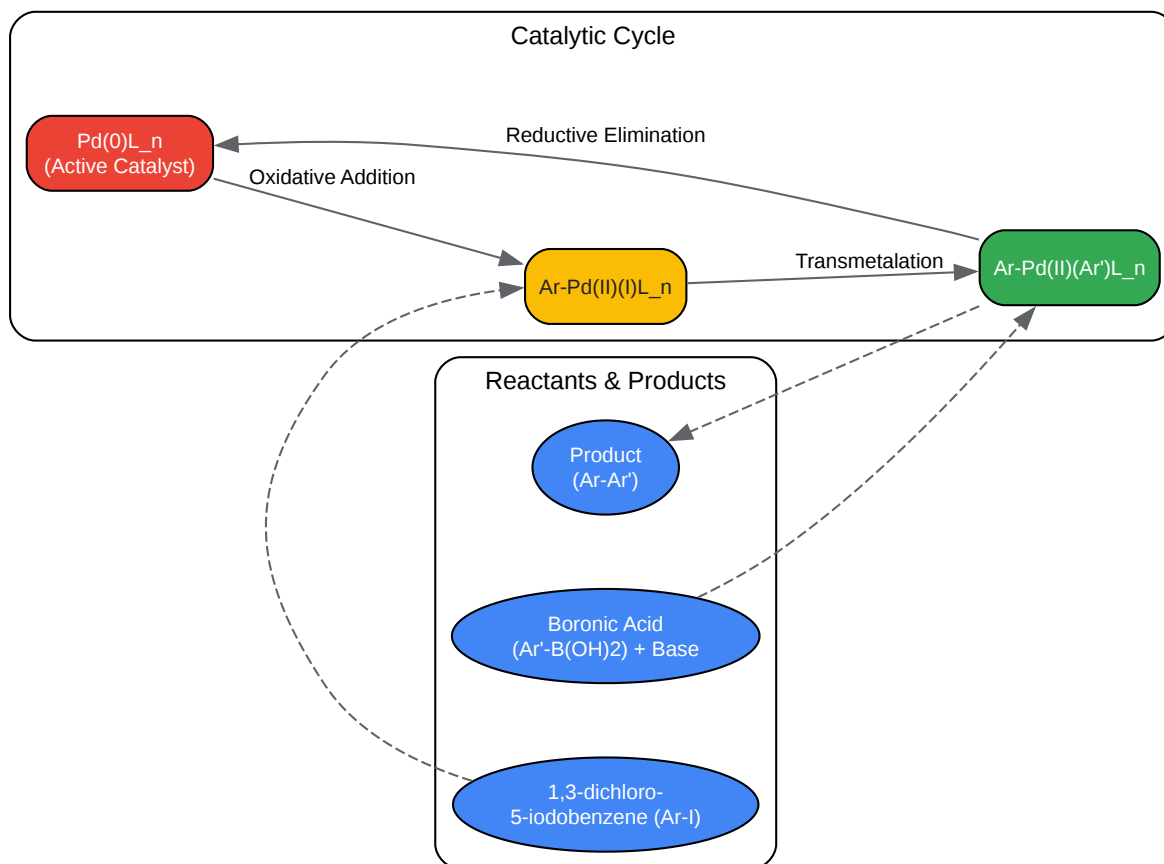 Catalytic Cycle
Pd(0)L_n
(Active Catalyst)
Reductive Elimination
Oxidative Addition
Ar-Pd(II)(I)L_n
Transmetalation
Ar-Pd(II)(Ar')L_n
Reactants & Products
Product
(Ar-Ar')
Boronic Acid
(Ar'-B(OH)2) + Base
1,3-dichloro-
5-iodobenzene (Ar-I)